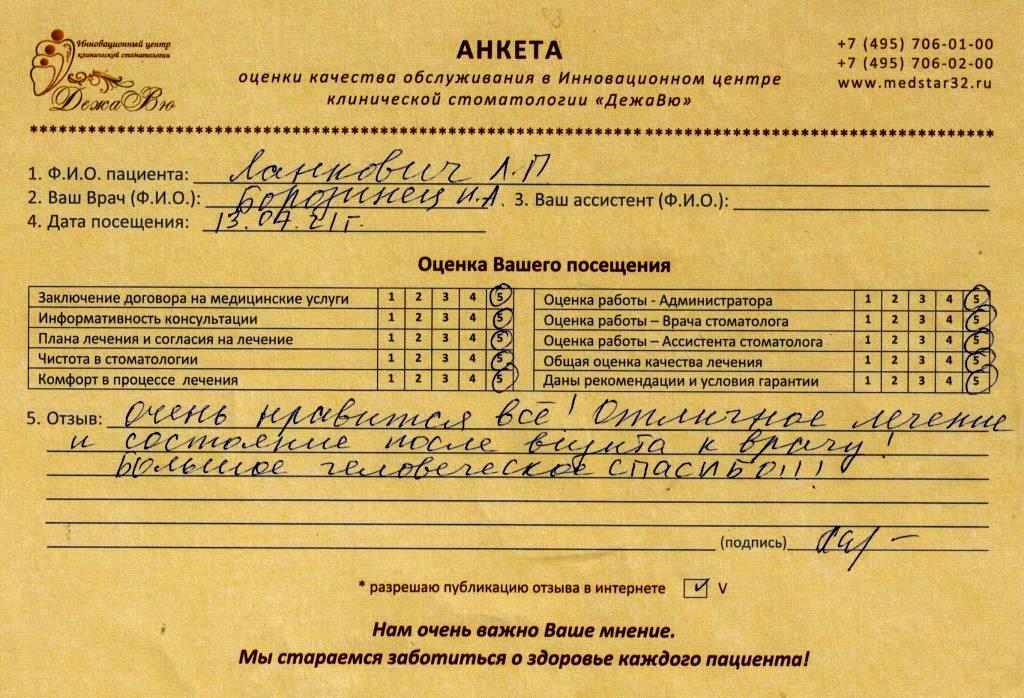 Инновационный центр
клинической стоматологии
ДежаВю
АНКЕТА
оценки качества обслуживания в Инновационном центре
клинической стоматологии «ДежаВю»
+7 (495) 706-01-00
+7 (495) 706-02-00
www.medstar32.ru
1. Ф.И.О. пациента: Ланкович Л.П.
2. Ваш Врач (Ф.И.О.): Бородинец И.А. 3. Ваш ассистент (Ф.И.О.):
4. Дата посещения: 13.04.21г.
Оценка Вашего посещения
Заключение договора на медицинские услуги 1 2 3 4 5
Информативность консультации 1 2 3 4 5
Плана лечения и согласия на лечение 1 2 3 4 5
Чистота в стоматологии 1 2 3 4 5
Комфорт в процессе лечения 1 2 3 4 5
Оценка работы - Администратора 1 2 3 4 5
Оценка работы – Врача стоматолога 1 2 3 4 5
Оценка работы – Ассистента стоматолога 1 2 3 4 5
Общая оценка качества лечения 1 2 3 4 5
Даны рекомендации и условия гарантии 1 2 3 4 5
5. Отзыв: Очень нравится всё! Отличное лечение
и состояние после визита к врачу!
Большое человеческое СПАСИБО!!!
(подпись)
* разрешаю публикацию отзыва в интернете ✓ V
Нам очень важно Ваше мнение.
Мы стараемся заботиться о здоровье каждого пациента!